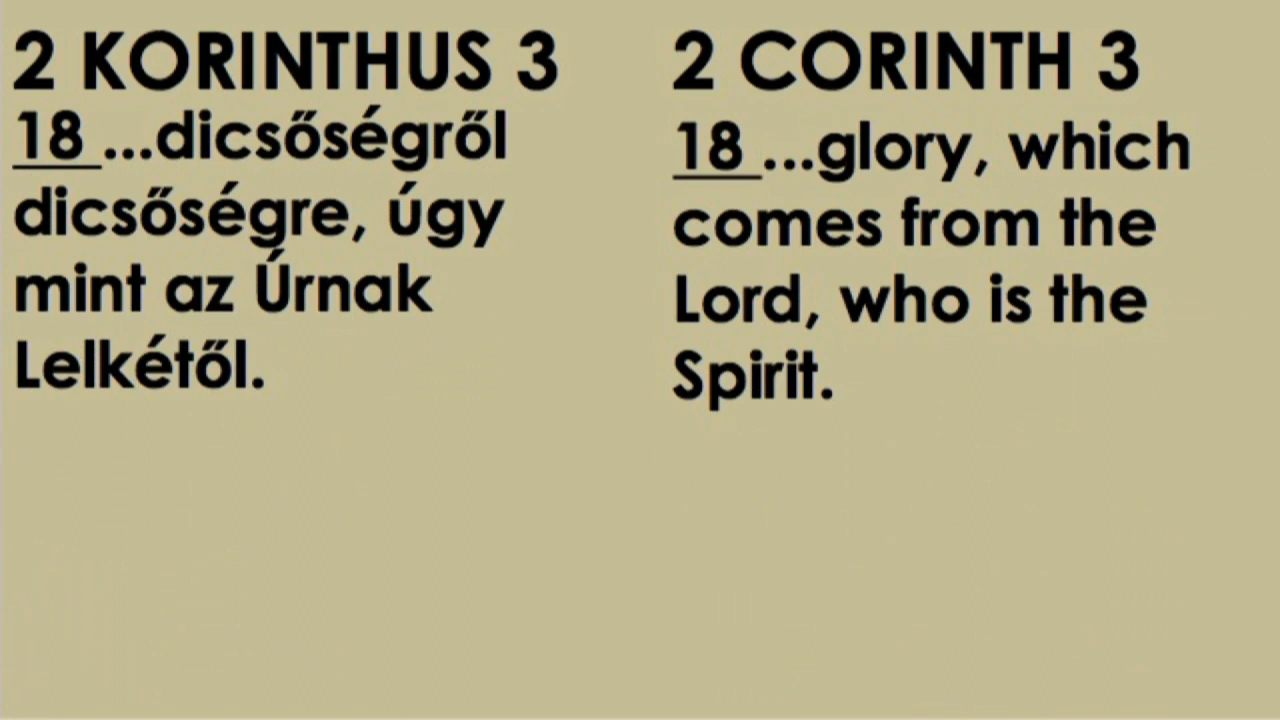 2 KORINTHUS 3
18 ...dicsőségről
dicsőségre, úgy
mint az Úrnak
Lelkétől.
2 CORINTH 3
18 ...glory, which
comes from the
Lord, who is the
Spirit.